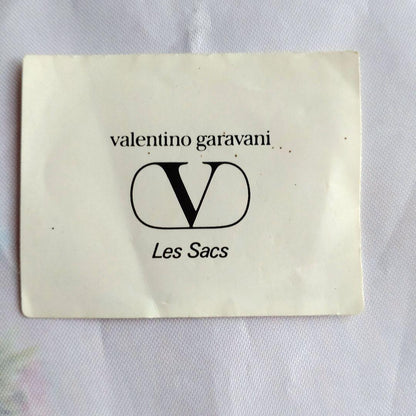 valentino garavani
V
Les Sacs